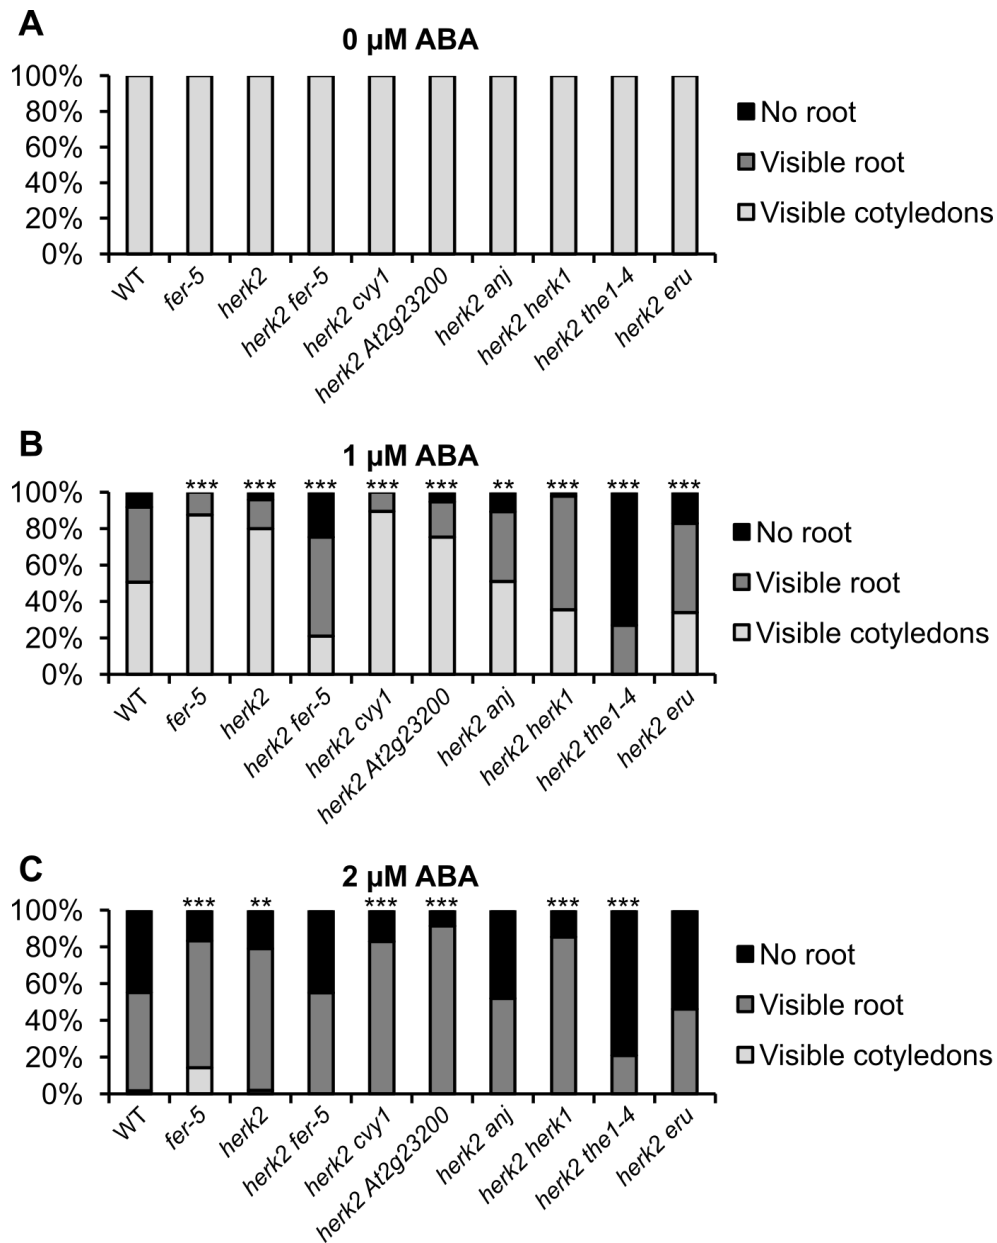 A
0 µM ABA
100%
80%
60%
40%
20%
0%
No root
Visible root
Visible cotyledons
WT
fer-5
herk2
herk2 fer-5
herk2 cvy1
herk2 At2g23200
herk2 anj
herk2 herk1
herk2 the1-4
herk2 eru
B
1 µM ABA
*** *** *** *** *** ** *** *** ***
100%
80%
60%
40%
20%
0%
No root
Visible root
Visible cotyledons
WT
fer-5
herk2
herk2 fer-5
herk2 cvy1
herk2 At2g23200
herk2 anj
herk2 herk1
herk2 the1-4
herk2 eru
C
2 µM ABA
*** ** *** *** *** ***
100%
80%
60%
40%
20%
0%
No root
Visible root
Visible cotyledons
WT
fer-5
herk2
herk2 fer-5
herk2 cvy1
herk2 At2g23200
herk2 anj
herk2 herk1
herk2 the1-4
herk2 eru